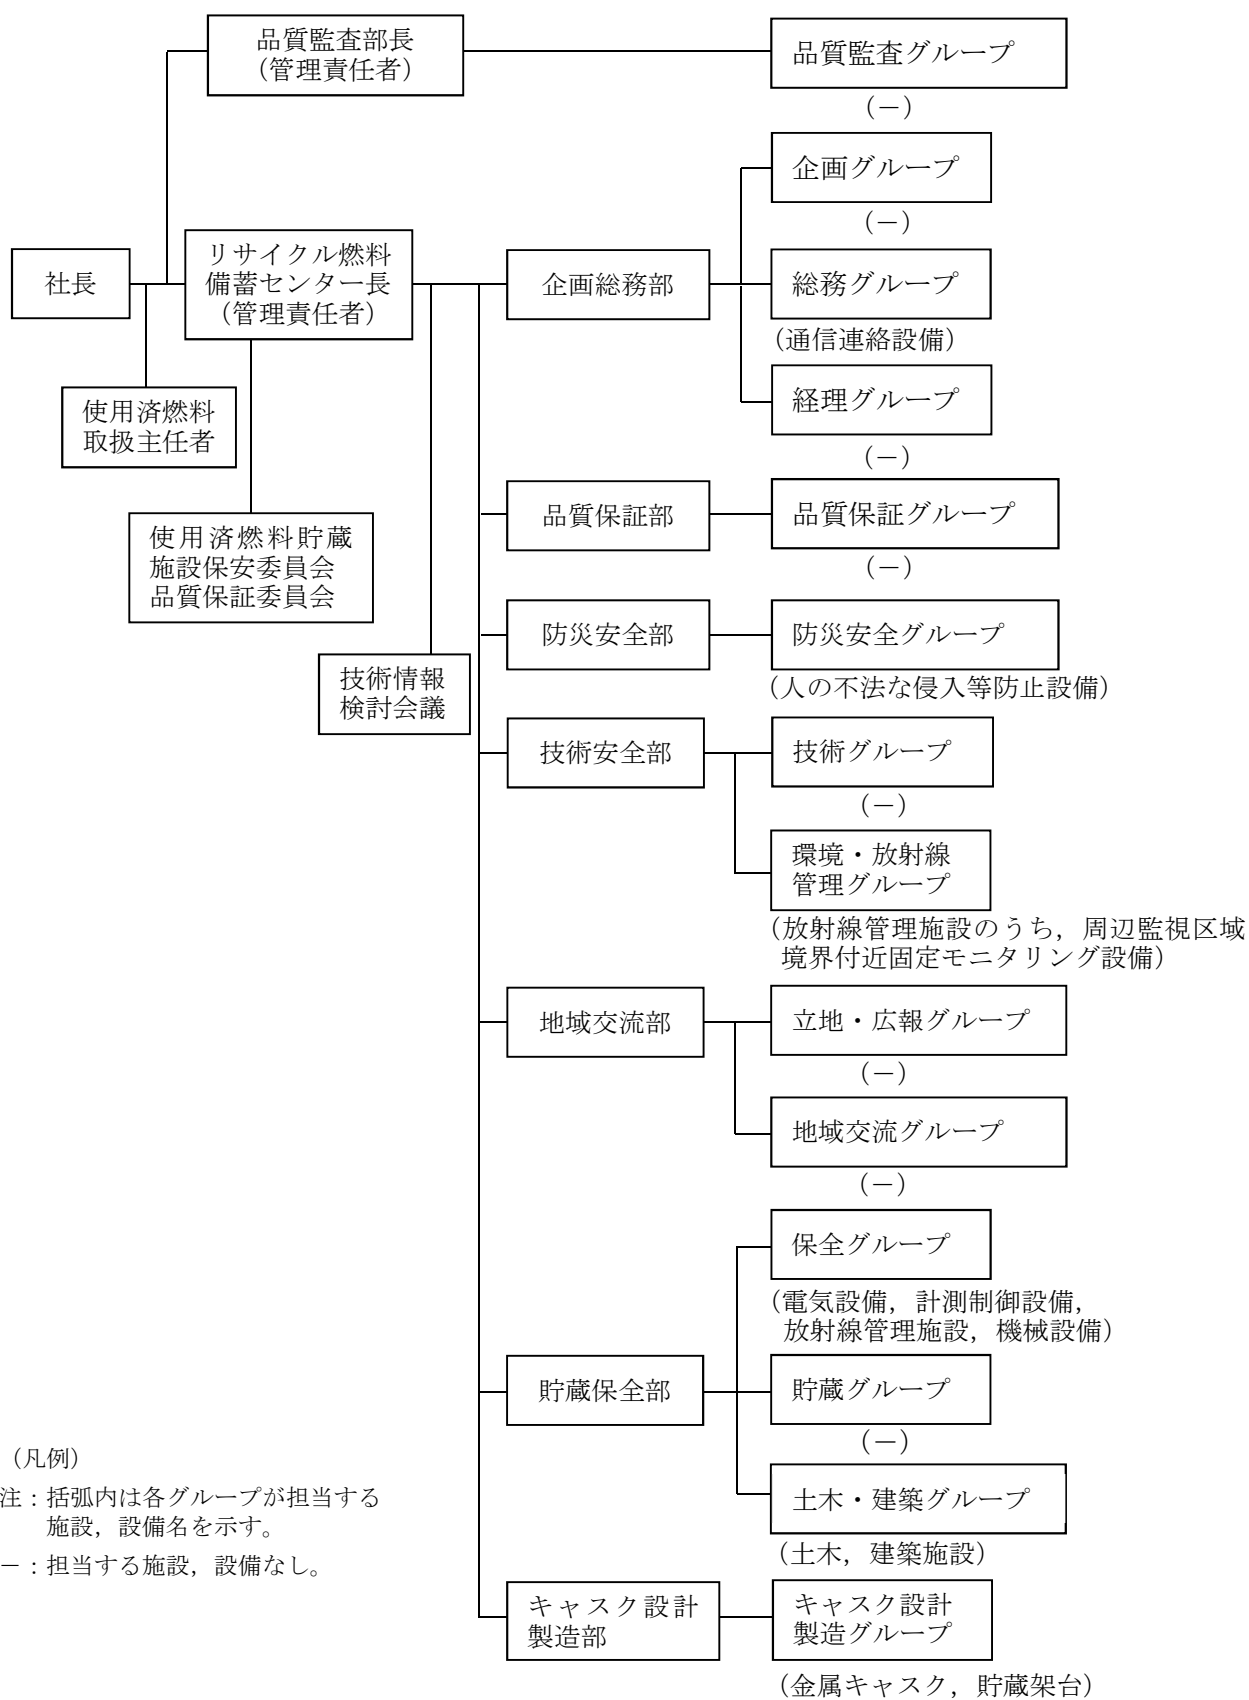 品質監査部長
（管理責任者）
品質監査グループ
（－）
企画グループ
（－）
社長
リサイクル燃料
備蓄センター長
（管理責任者）
企画総務部
総務グループ
（通信連絡設備）
使用済燃料
取扱主任者
経理グループ
（－）
使用済燃料貯蔵
施設保安委員会
品質保証委員会
品質保証部
品質保証グループ
（－）
防災安全部
防災安全グループ
（人の不法な侵入等防止設備）
技術情報
検討会議
技術安全部
技術グループ
（－）
環境・放射線
管理グループ
（放射線管理施設のうち，周辺監視区域
境界付近固定モニタリング設備）
地域交流部
立地・広報グループ
（－）
地域交流グループ
（－）
保全グループ
（電気設備，計測制御設備，
放射線管理施設，機械設備）
貯蔵保全部
貯蔵グループ
（－）
土木・建築グループ
（土木，建築施設）
キャスク設計
製造部
キャスク設計
製造グループ
（金属キャスク，貯蔵架台）
（凡例）
注：括弧内は各グループが担当する
施設，設備名を示す。
－：担当する施設，設備なし。